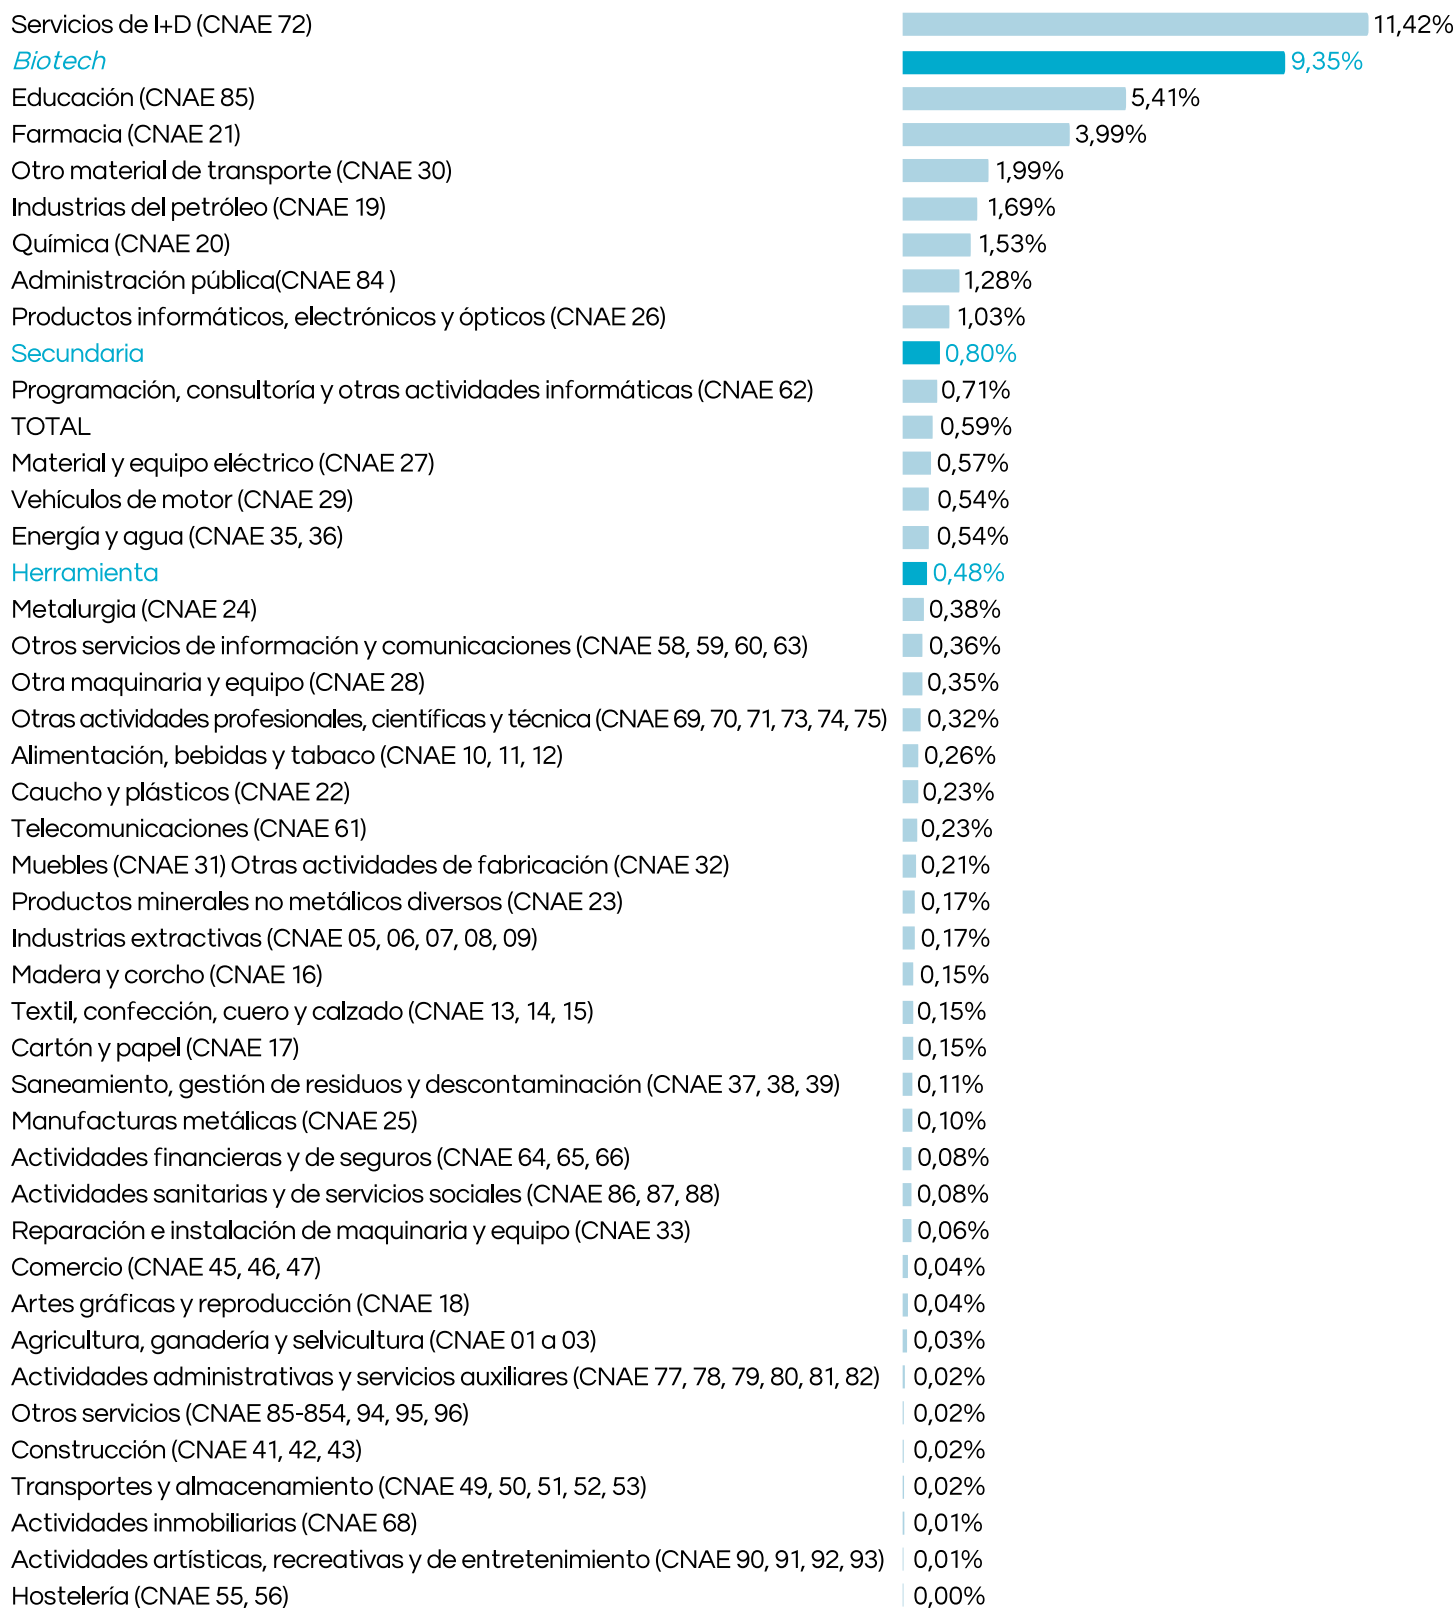 Servicios de I+D (CNAE 72) 11,42%
Biotech 9,35%
Educación (CNAE 85) 5,41%
Farmacia (CNAE 21) 3,99%
Otro material de transporte (CNAE 30) 1,99%
Industrias del petróleo (CNAE 19) 1,69%
Química (CNAE 20) 1,53%
Administración pública(CNAE 84 ) 1,28%
Productos informáticos, electrónicos y ópticos (CNAE 26) 1,03%
Secundaria 0,80%
Programación, consultoría y otras actividades informáticas (CNAE 62) 0,71%
TOTAL 0,59%
Material y equipo eléctrico (CNAE 27) 0,57%
Vehículos de motor (CNAE 29) 0,54%
Energía y agua (CNAE 35, 36) 0,54%
Herramienta 0,48%
Metalurgia (CNAE 24) 0,38%
Otros servicios de información y comunicaciones (CNAE 58, 59, 60, 63) 0,36%
Otra maquinaria y equipo (CNAE 28) 0,35%
Otras actividades profesionales, científicas y técnica (CNAE 69, 70, 71, 73, 74, 75) 0,32%
Alimentación, bebidas y tabaco (CNAE 10, 11, 12) 0,26%
Caucho y plásticos (CNAE 22) 0,23%
Telecomunicaciones (CNAE 61) 0,23%
Muebles (CNAE 31) Otras actividades de fabricación (CNAE 32) 0,21%
Productos minerales no metálicos diversos (CNAE 23) 0,17%
Industrias extractivas (CNAE 05, 06, 07, 08, 09) 0,17%
Madera y corcho (CNAE 16) 0,15%
Textil, confección, cuero y calzado (CNAE 13, 14, 15) 0,15%
Cartón y papel (CNAE 17) 0,15%
Saneamiento, gestión de residuos y descontaminación (CNAE 37, 38, 39) 0,11%
Manufacturas metálicas (CNAE 25) 0,10%
Actividades financieras y de seguros (CNAE 64, 65, 66) 0,08%
Actividades sanitarias y de servicios sociales (CNAE 86, 87, 88) 0,08%
Reparación e instalación de maquinaria y equipo (CNAE 33) 0,06%
Comercio (CNAE 45, 46, 47) 0,04%
Artes gráficas y reproducción (CNAE 18) 0,04%
Agricultura, ganadería y selvicultura (CNAE 01 a 03) 0,03%
Actividades administrativas y servicios auxiliares (CNAE 77, 78, 79, 80, 81, 82) 0,02%
Otros servicios (CNAE 85-854, 94, 95, 96) 0,02%
Construcción (CNAE 41, 42, 43) 0,02%
Transportes y almacenamiento (CNAE 49, 50, 51, 52, 53) 0,02%
Actividades inmobiliarias (CNAE 68) 0,01%
Actividades artísticas, recreativas y de entretenimiento (CNAE 90, 91, 92, 93) 0,01%
Hostelería (CNAE 55, 56) 0,00%